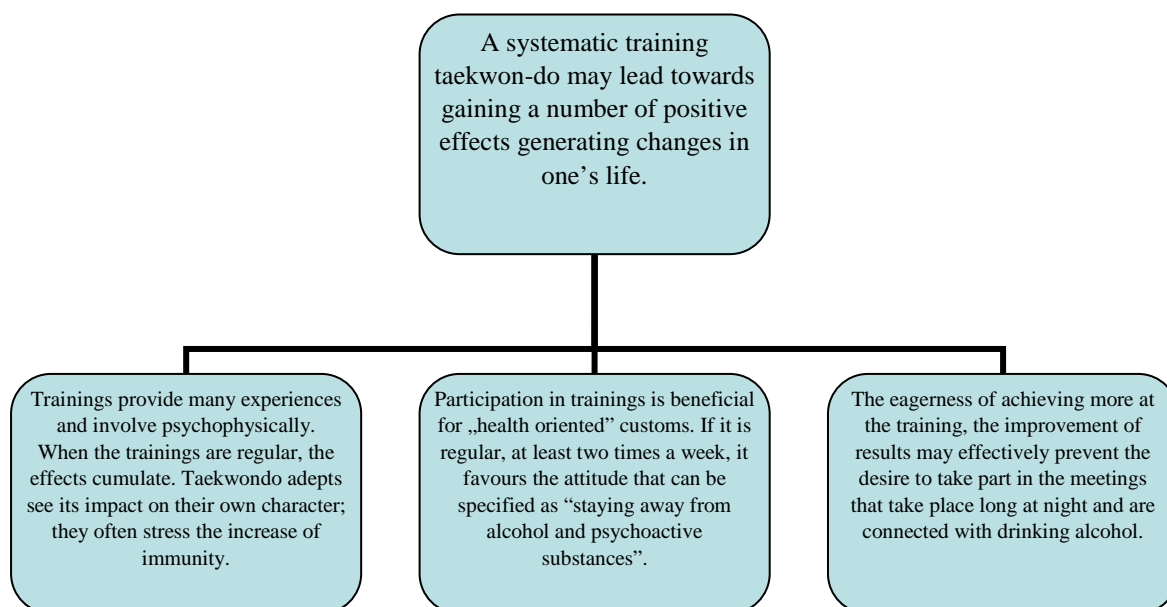 A systematic training
taekwon-do may lead towards
gaining a number of positive
effects generating changes in
one’s life.
Trainings provide many experiences
and involve psychophysically.
When the trainings are regular, the
effects cumulate. Taekwondo adepts
see its impact on their own character;
they often stress the increase of
immunity.
Participation in trainings is beneficial
for „health oriented” customs. If it is
regular, at least two times a week, it
favours the attitude that can be
specified as “staying away from
alcohol and psychoactive
substances”.
The eagerness of achieving more at
the training, the improvement of
results may effectively prevent the
desire to take part in the meetings
that take place long at night and are
connected with drinking alcohol.